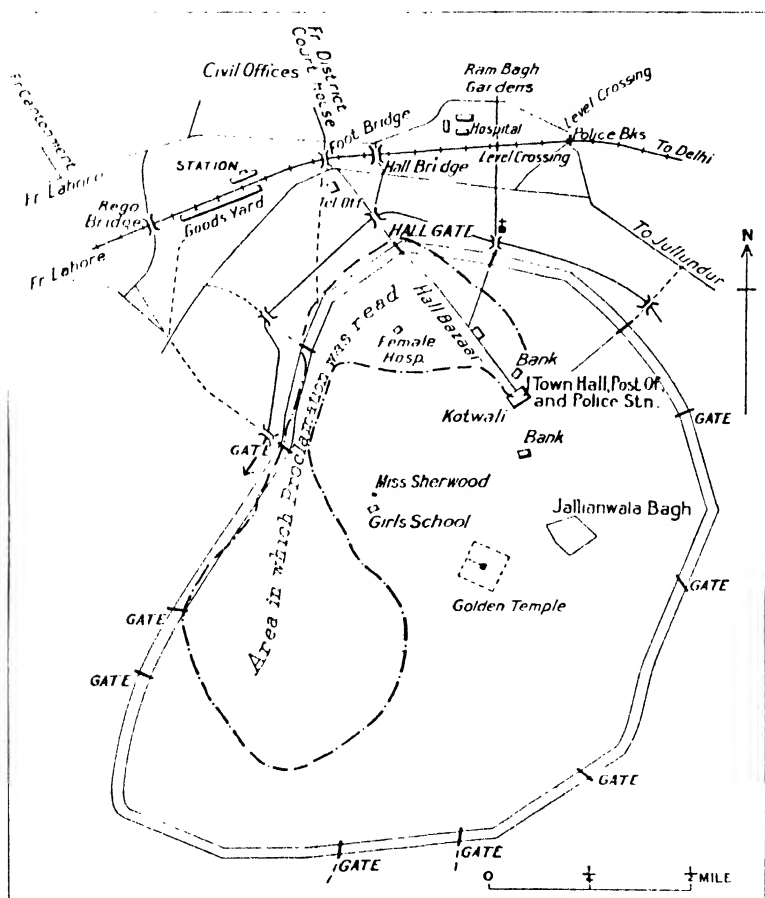 Fr District
Court House
Civil Offices
Ram Bagh
Gardens
Fr Cantonment
Level Crossing
Foot Bridge
Hospital
Police Bks
To Delhi
Hall Bridge
Level Crossing
STATION
Fr Lahore
Rego
Bridge
Goods Yard
Tel Off
Fr Lahore
HALL GATE
To Jullundur
N
Hall Bazaar
Female
Hosp.
Area in which Proclamation was read
Bank
Town Hall, Post Of.
and Police Stn.
Kotwali
GATE
GATE
Bank
Miss Sherwood
Girls School
Jallianwala Bagh
Golden Temple
GATE
GATE
GATE
GATE
GATE
GATE
0 ¼ ½ MILE